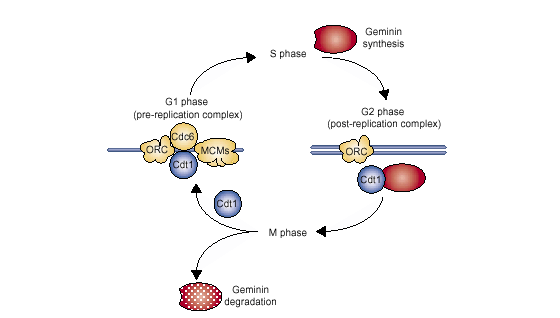 Geminin
synthesis
S phase
G1 phase
(pre-replication complex)
G2 phase
(post-replication complex)
Cdc6
ORC
MCMs
Cdt1
ORC
Cdt1
Cdt1
M phase
Geminin
degradation